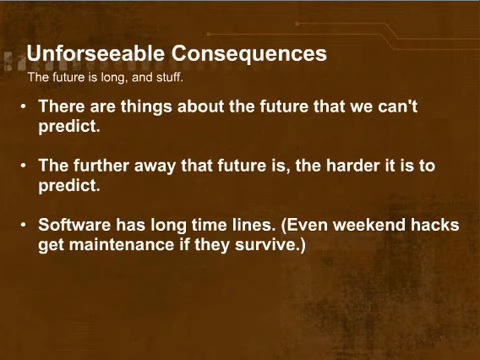 Unforseeable Consequences
The future is long, and stuff.
• There are things about the future that we can't
predict.
• The further away that future is, the harder it is to
predict.
• Software has long time lines. (Even weekend hacks
get maintenance if they survive.)